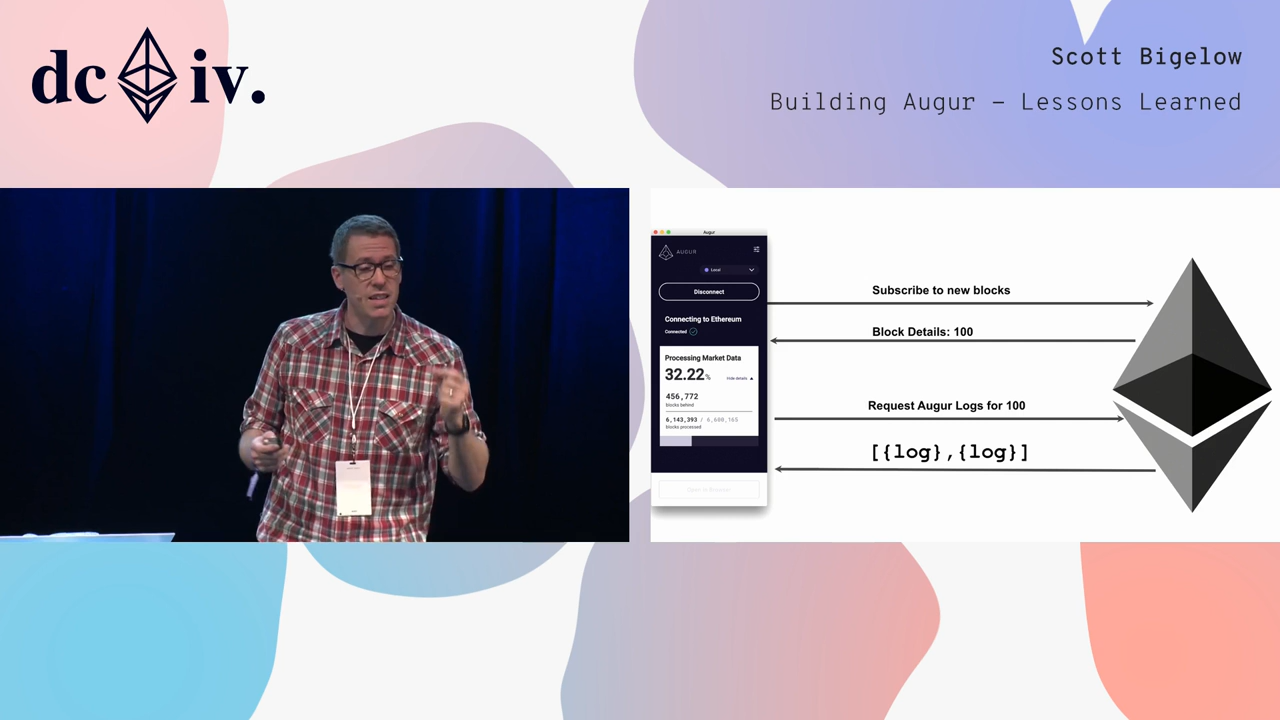 dc iv.
Scott Bigelow
Building Augur – Lessons Learned
Augur
AUGUR
Local
Disconnect
Connecting to Ethereum
Connected
Processing Market Data
32.22%
Hide details
456,772
blocks behind
6,143,393 / 6,600,165
blocks processed
Subscribe to new blocks
Block Details: 100
Request Augur Logs for 100
[{log},{log}]